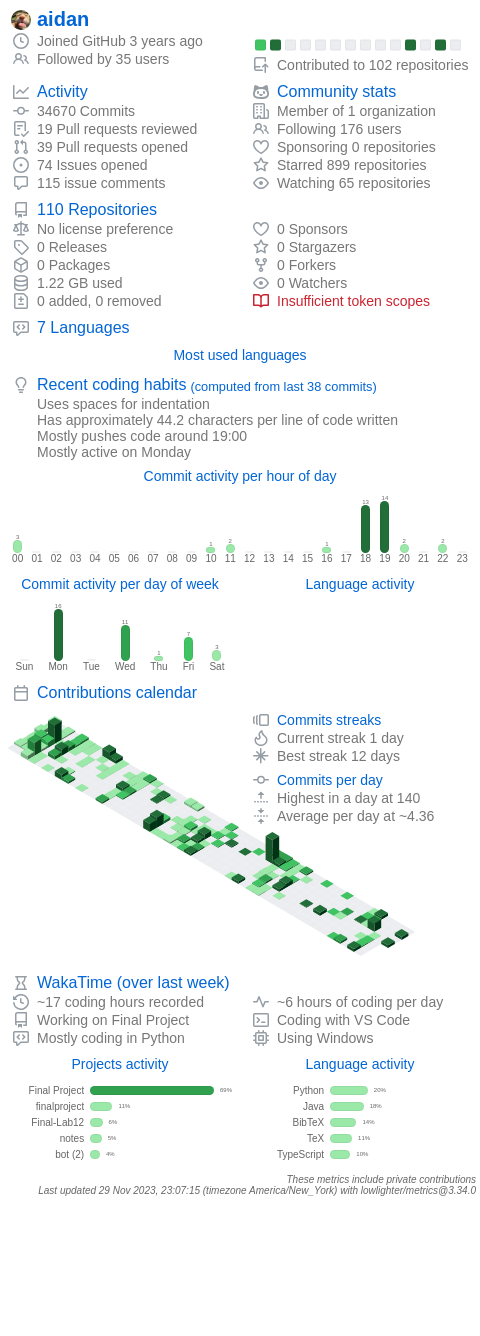 aidan
Joined GitHub 3 years ago
Followed by 35 users
Contributed to 102 repositories
Activity
34670 Commits
19 Pull requests reviewed
39 Pull requests opened
74 Issues opened
115 issue comments
Community stats
Member of 1 organization
Following 176 users
Sponsoring 0 repositories
Starred 899 repositories
Watching 65 repositories
110 Repositories
No license preference
0 Releases
0 Packages
1.22 GB used
0 added, 0 removed
0 Sponsors
0 Stargazers
0 Forkers
0 Watchers
Insufficient token scopes
7 Languages
Most used languages
Recent coding habits (computed from last 38 commits)
Uses spaces for indentation
Has approximately 44.2 characters per line of code written
Mostly pushes code around 19:00
Mostly active on Monday
Commit activity per hour of day
3 1 2 1 13 14 2 2
00 01 02 03 04 05 06 07 08 09 10 11 12 13 14 15 16 17 18 19 20 21 22 23
Commit activity per day of week
16 11 1 7 3
Sun Mon Tue Wed Thu Fri Sat
Language activity
Contributions calendar
Commits streaks
Current streak 1 day
Best streak 12 days
Commits per day
Highest in a day at 140
Average per day at ~4.36
WakaTime (over last week)
~17 coding hours recorded
Working on Final Project
Mostly coding in Python
~6 hours of coding per day
Coding with VS Code
Using Windows
Projects activity
Final Project 69%
finalproject 11%
Final-Lab12 6%
notes 5%
bot (2) 4%
Language activity
Python 20%
Java 18%
BibTeX 14%
TeX 11%
TypeScript 10%
These metrics include private contributions
Last updated 29 Nov 2023, 23:07:15 (timezone America/New_York) with lowlighter/metrics@3.34.0